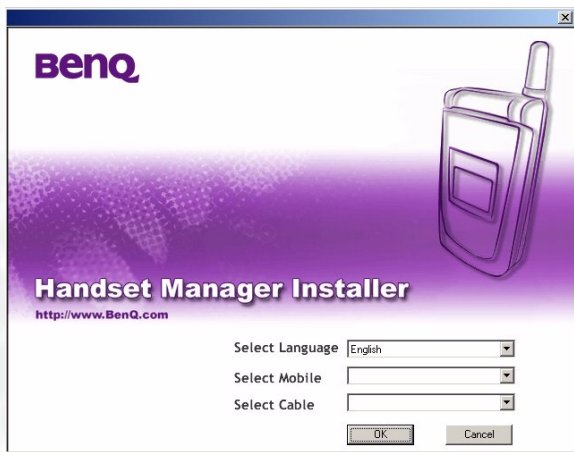 BenQ
Handset Manager Installer
http://www.BenQ.com
Select Language English
Select Mobile
Select Cable
OK Cancel